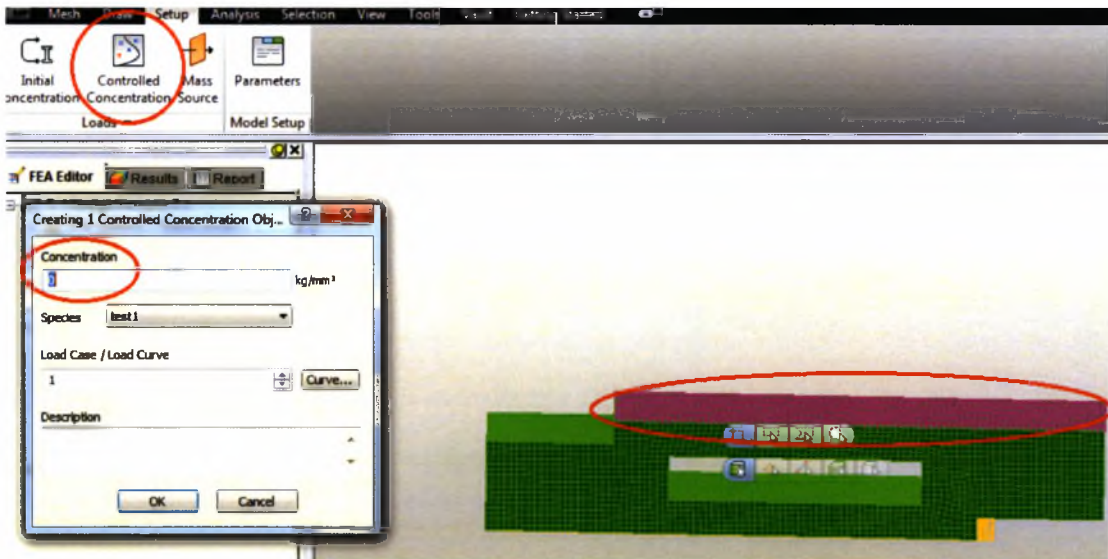 Mesh Draw Setup Analysis Selection View Tools
Initial
Concentration
Controlled
Concentration
Mass
Source
Parameters
Loads
Model Setup
FEA Editor Results Report
Creating 1 Controlled Concentration Obj...
Concentration
0 kg/mm³
Species test1
Load Case / Load Curve
1 Curve...
Description
OK Cancel